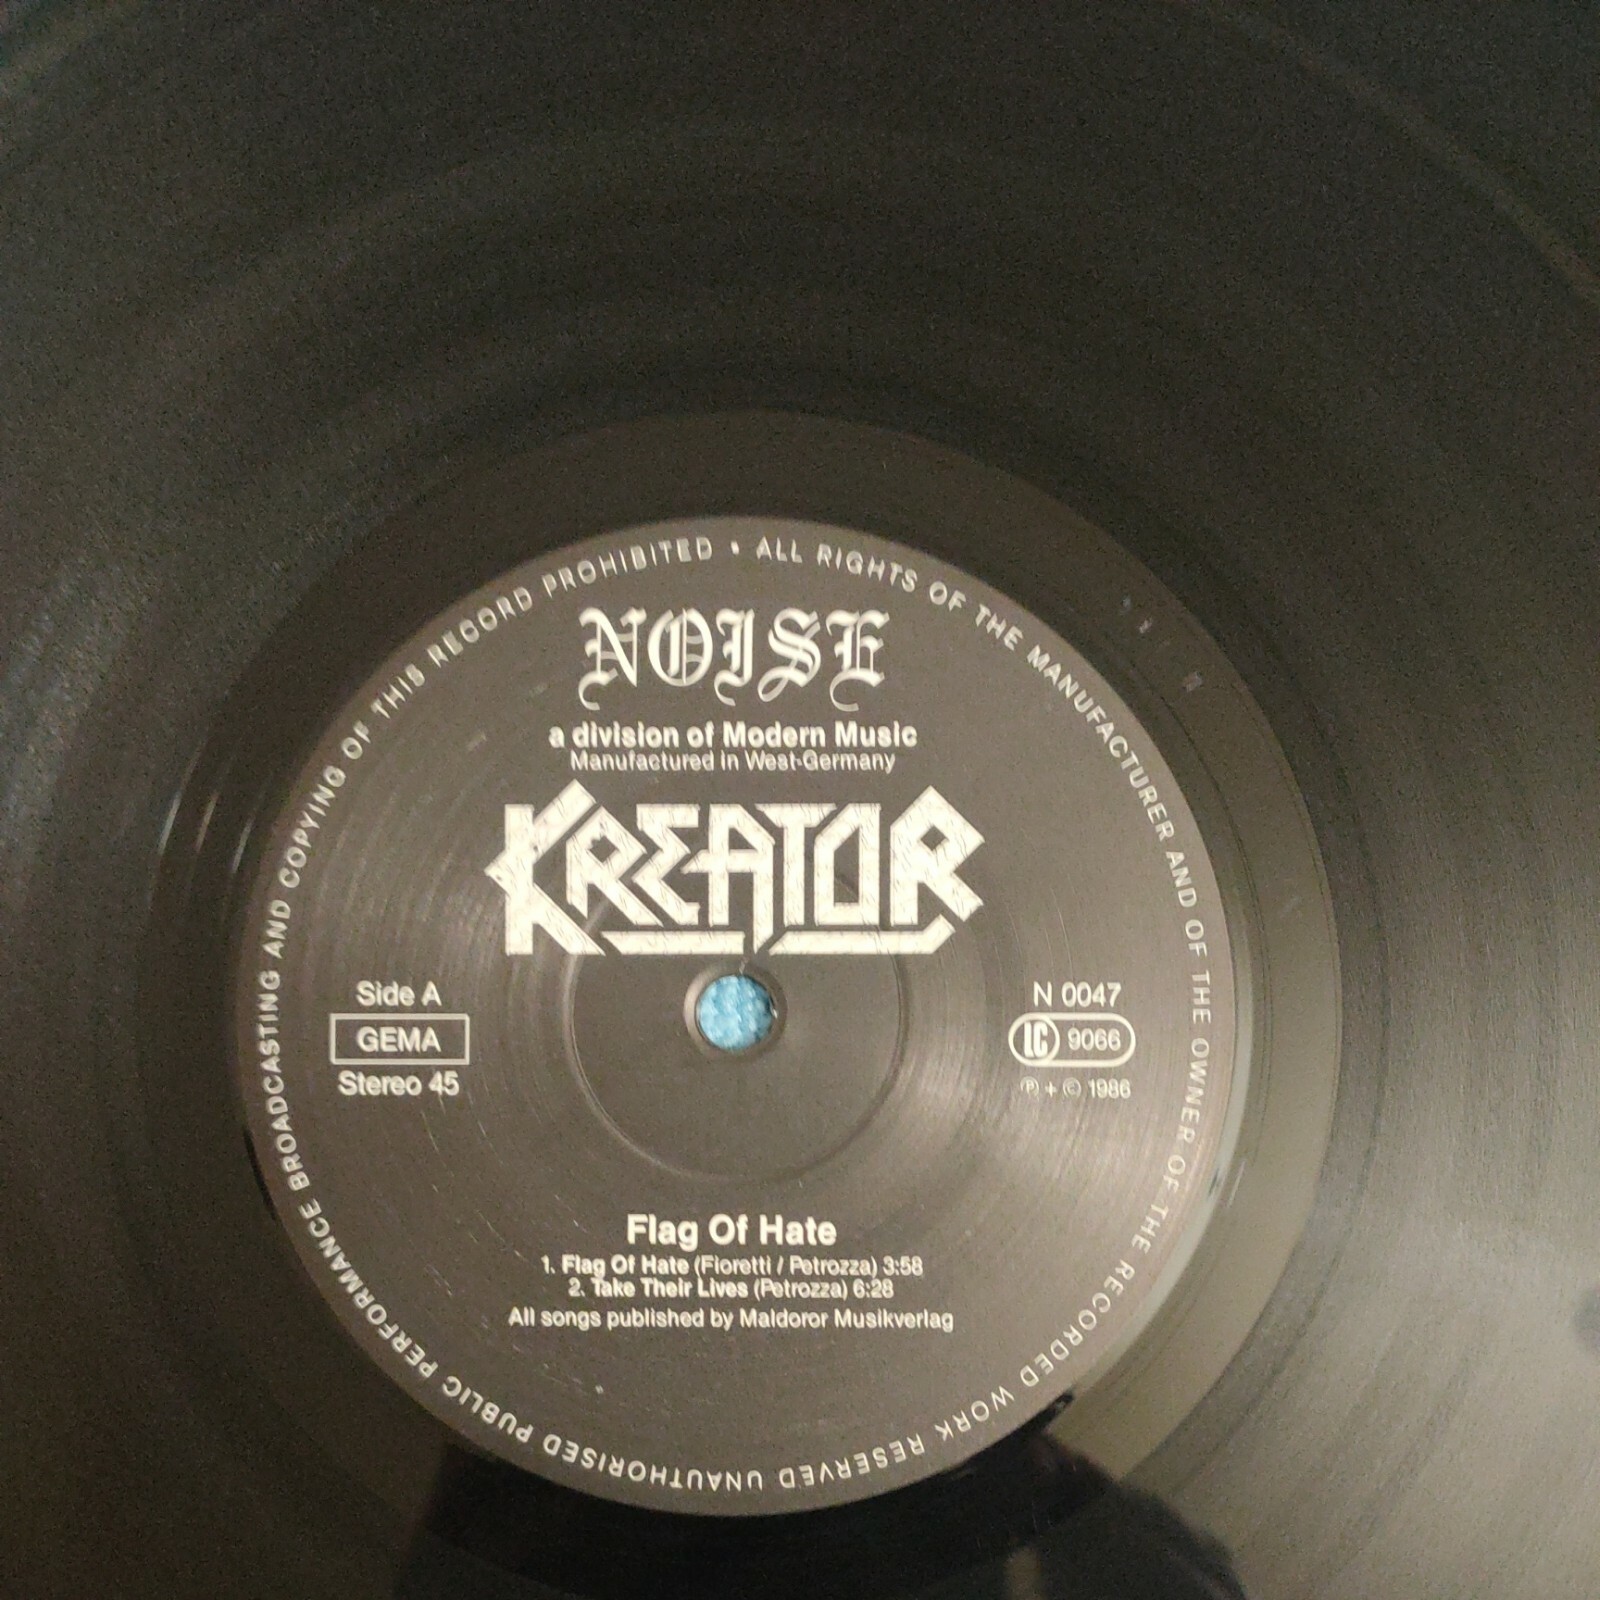 ALL RIGHTS OF THE MANUFACTURER AND OF THE OWNER OF THE RECORDED WORK RESERVED UNAUTHORISED PUBLIC PERFORMANCE BROADCASTING AND COPYING OF THIS RECORD PROHIBITED •
NOISE
a division of Modern Music
Manufactured in West-Germany
KREATOR
Side A
GEMA
Stereo 45
N 0047
LC 9066
℗ + © 1986
Flag Of Hate
1. Flag Of Hate (Fioretti / Petrozza) 3:58
2. Take Their Lives (Petrozza) 6:28
All songs published by Maldoror Musikverlag